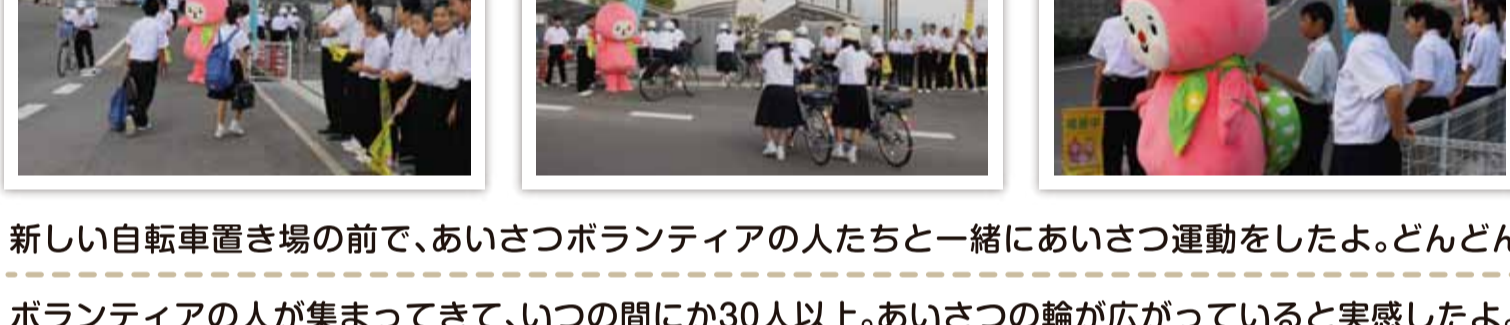 新しい自転車置き場の前で、あいさつボランティアの人たちと一緒にあいさつ運動をしたよ。どんどん
ボランティアの人が集まってきて、いつの間にか30人以上。あいさつの輪が広がっていると実感したよ